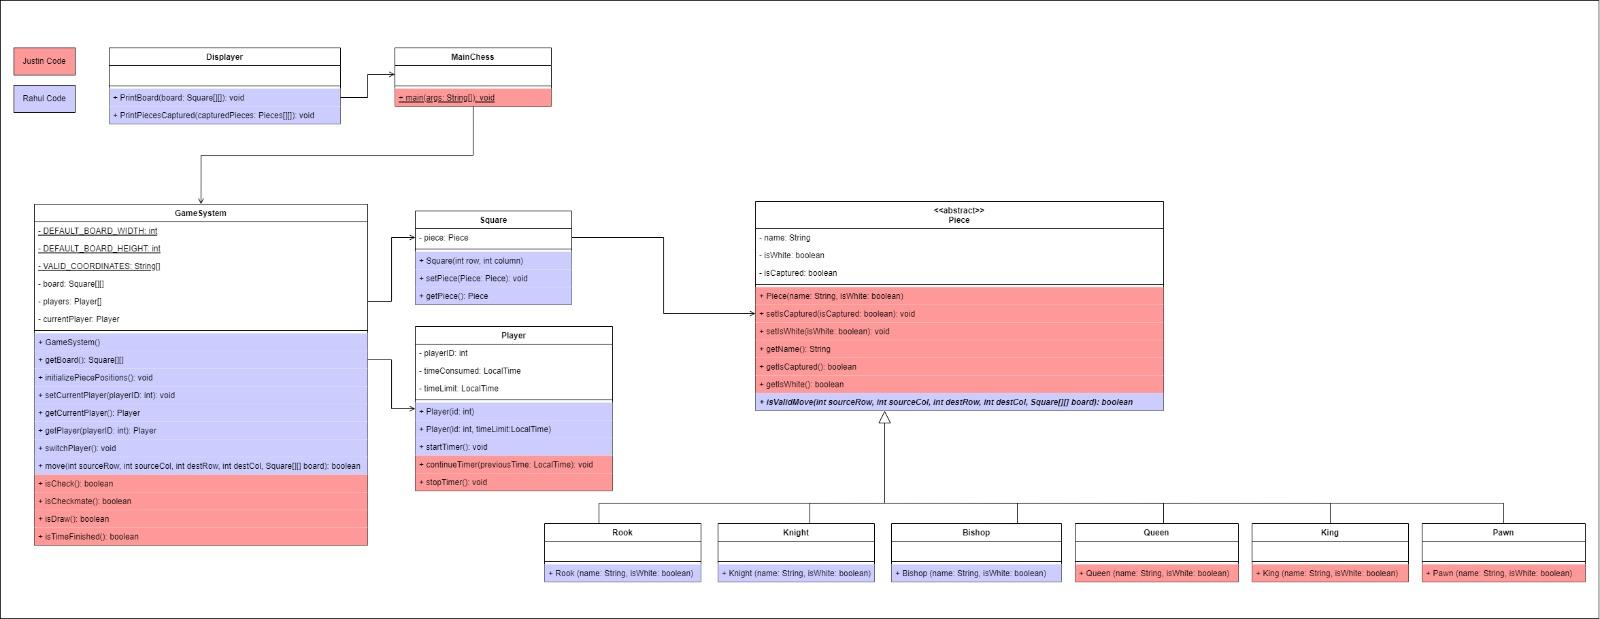 Justin Code
Rahul Code
Displayer
+ PrintBoard(board: Square[][]): void
+ PrintPiecesCaptured(capturedPieces: Pieces[][]): void
MainChess
+ main(args: String[]): void
GameSystem
- DEFAULT_BOARD_WIDTH: int
- DEFAULT_BOARD_HEIGHT: int
- VALID_COORDINATES: String[]
- board: Square[][]
- players: Player[]
- currentPlayer: Player
+ GameSystem()
+ getBoard(): Square[][]
+ initializePiecePositions(): void
+ setCurrentPlayer(playerID: int): void
+ getCurrentPlayer(): Player
+ getPlayer(playerID: int): Player
+ switchPlayer(): void
+ move(int sourceRow, int sourceCol, int destRow, int destCol, Square[][] board): boolean
+ isCheck(): boolean
+ isCheckmate(): boolean
+ isDraw(): boolean
+ isTimeFinished(): boolean
Square
- piece: Piece
+ Square(int row, int column)
+ setPiece(Piece: Piece): void
+ getPiece(): Piece
Player
- playerID: int
- timeConsumed: LocalTime
- timeLimit: LocalTime
+ Player(id: int)
+ Player(id: int, timeLimit:LocalTime)
+ startTimer(): void
+ continueTimer(previousTime: LocalTime): void
+ stopTimer(): void
<<abstract>>
Piece
- name: String
- isWhite: boolean
- isCaptured: boolean
+ Piece(name: String, isWhite: boolean)
+ setIsCaptured(isCaptured: boolean): void
+ setIsWhite(isWhite: boolean): void
+ getName(): String
+ getIsCaptured(): boolean
+ getIsWhite(): boolean
+ isValidMove(int sourceRow, int sourceCol, int destRow, int destCol, Square[][] board): boolean
Rook
+ Rook (name: String, isWhite: boolean)
Knight
+ Knight (name: String, isWhite: boolean)
Bishop
+ Bishop (name: String, isWhite: boolean)
Queen
+ Queen (name: String, isWhite: boolean)
King
+ King (name: String, isWhite: boolean)
Pawn
+ Pawn (name: String, isWhite: boolean)